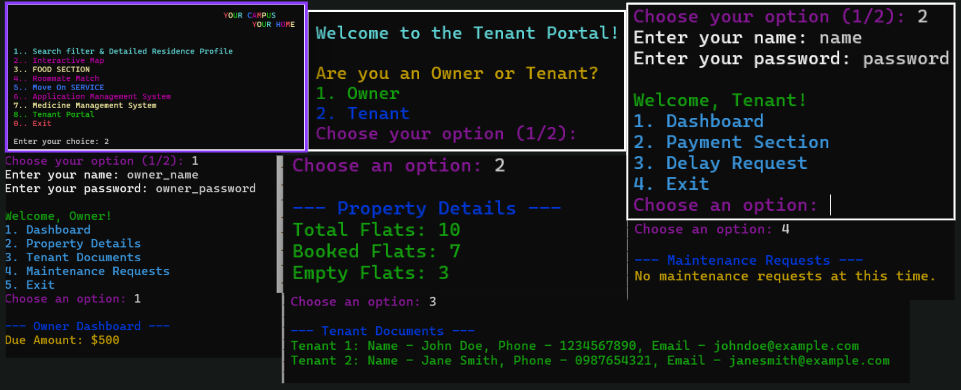 YOUR CAMPUS
YOUR HOME
1.. Search filter & Detailed Residence Profile
2.. Interactive Map
3.. FOOD SECTION
4.. Roommate Match
5.. Move On SERVICE
6.. Application Management System
7.. Medicine Management System
8.. Tenant Portal
0.. Exit
Enter your choice: 2
Welcome to the Tenant Portal!
Are you an Owner or Tenant?
1. Owner
2. Tenant
Choose your option (1/2):
Choose your option (1/2): 2
Enter your name: name
Enter your password: password
Welcome, Tenant!
1. Dashboard
2. Payment Section
3. Delay Request
4. Exit
Choose an option:
Choose your option (1/2): 1
Enter your name: owner_name
Enter your password: owner_password
Welcome, Owner!
1. Dashboard
2. Property Details
3. Tenant Documents
4. Maintenance Requests
5. Exit
Choose an option: 1
--- Owner Dashboard ---
Due Amount: $500
Choose an option: 2
--- Property Details ---
Total Flats: 10
Booked Flats: 7
Empty Flats: 3
Choose an option: 4
--- Maintenance Requests ---
No maintenance requests at this time.
Choose an option: 3
--- Tenant Documents ---
Tenant 1: Name - John Doe, Phone - 1234567890, Email - johndoe@example.com
Tenant 2: Name - Jane Smith, Phone - 0987654321, Email - janesmith@example.com